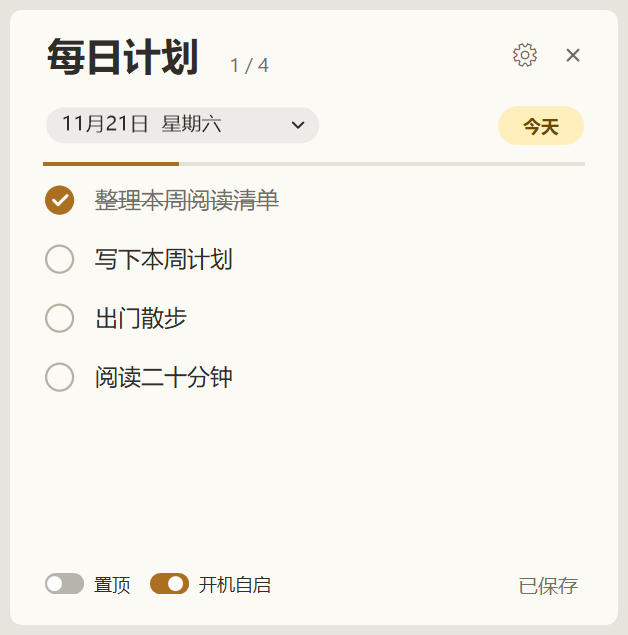 每日计划 1 / 4
11月21日 星期六 今天
整理本周阅读清单
写下本周计划
出门散步
阅读二十分钟
置顶 开机自启 已保存